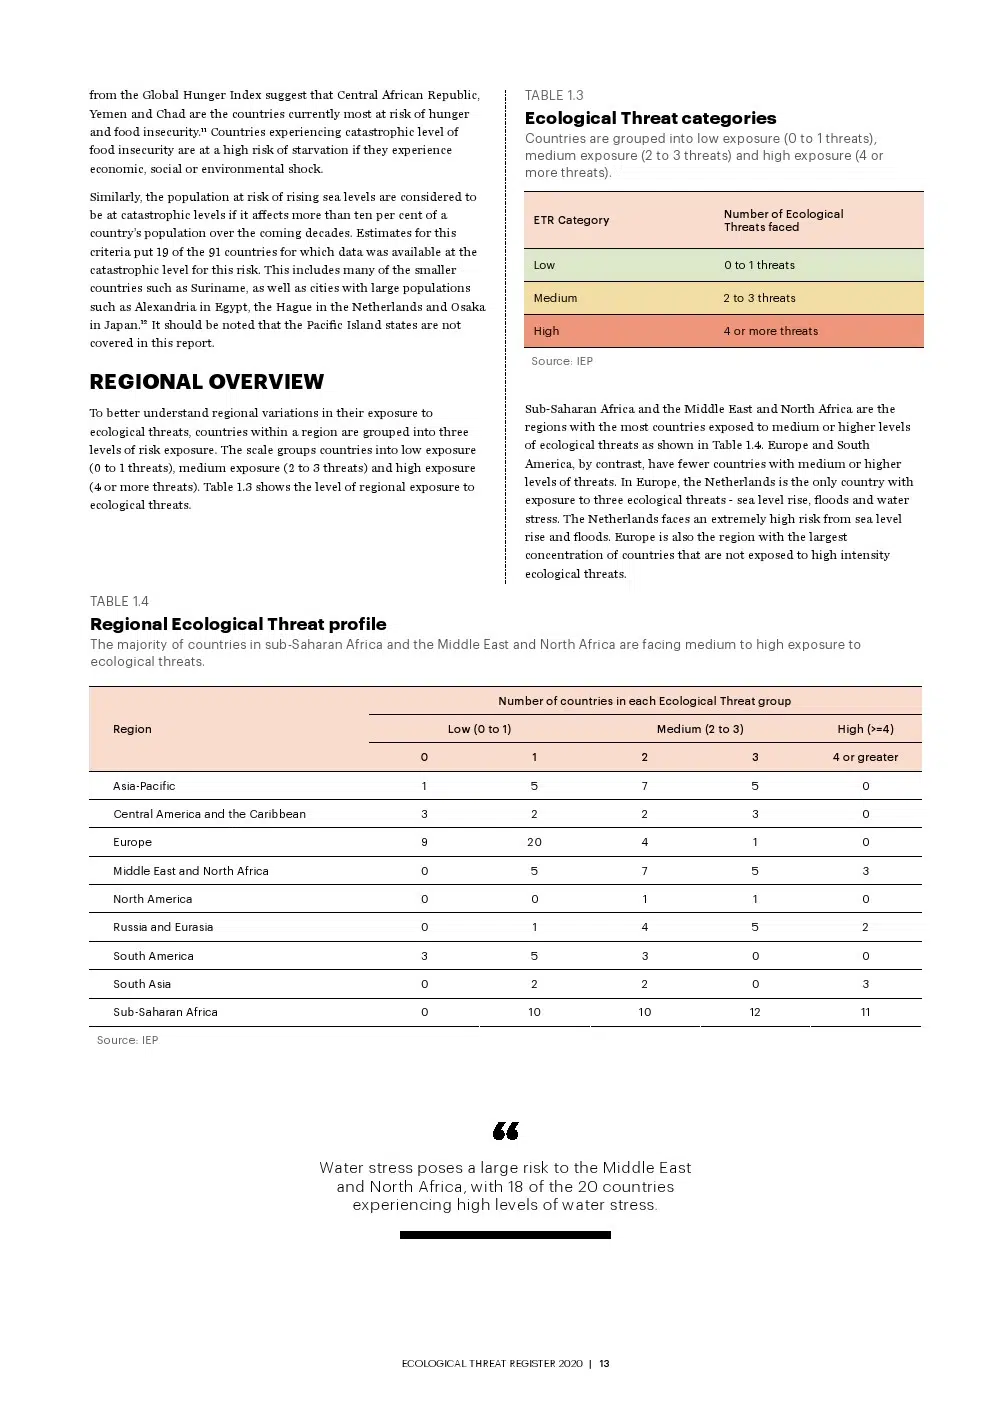 from the Global Hunger Index suggest that Central African Republic,
Yemen and Chad are the countries currently most at risk of hunger
and food insecurity.¹¹ Countries experiencing catastrophic level of
food insecurity are at a high risk of starvation if they experience
economic, social or environmental shock.
Similarly, the population at risk of rising sea levels are considered to
be at catastrophic levels if it affects more than ten per cent of a
country's population over the coming decades. Estimates for this
criteria put 19 of the 91 countries for which data was available at the
catastrophic level for this risk. This includes many of the smaller
countries such as Suriname, as well as cities with large populations
such as Alexandria in Egypt, the Hague in the Netherlands and Osaka
in Japan.¹² It should be noted that the Pacific Island states are not
covered in this report.
REGIONAL OVERVIEW
To better understand regional variations in their exposure to
ecological threats, countries within a region are grouped into three
levels of risk exposure. The scale groups countries into low exposure
(0 to 1 threats), medium exposure (2 to 3 threats) and high exposure
(4 or more threats). Table 1.3 shows the level of regional exposure to
ecological threats.
TABLE 1.3
Ecological Threat categories
Countries are grouped into low exposure (0 to 1 threats),
medium exposure (2 to 3 threats) and high exposure (4 or
more threats).
ETR Category Number of Ecological
Threats faced
Low 0 to 1 threats
Medium 2 to 3 threats
High 4 or more threats
Source: IEP
Sub-Saharan Africa and the Middle East and North Africa are the
regions with the most countries exposed to medium or higher levels
of ecological threats as shown in Table 1.4. Europe and South
America, by contrast, have fewer countries with medium or higher
levels of threats. In Europe, the Netherlands is the only country with
exposure to three ecological threats - sea level rise, floods and water
stress. The Netherlands faces an extremely high risk from sea level
rise and floods. Europe is also the region with the largest
concentration of countries that are not exposed to high intensity
ecological threats.
TABLE 1.4
Regional Ecological Threat profile
The majority of countries in sub-Saharan Africa and the Middle East and North Africa are facing medium to high exposure to
ecological threats.
Number of countries in each Ecological Threat group
Region Low (0 to 1) Medium (2 to 3) High (>=4)
0 1 2 3 4 or greater
Asia-Pacific 1 5 7 5 0
Central America and the Caribbean 3 2 2 3 0
Europe 9 20 4 1 0
Middle East and North Africa 0 5 7 5 3
North America 0 0 1 1 0
Russia and Eurasia 0 1 4 5 2
South America 3 5 3 0 0
South Asia 0 2 2 0 3
Sub-Saharan Africa 0 10 10 12 11
Source: IEP
“
Water stress poses a large risk to the Middle East
and North Africa, with 18 of the 20 countries
experiencing high levels of water stress.
ECOLOGICAL THREAT REGISTER 2020 | 13